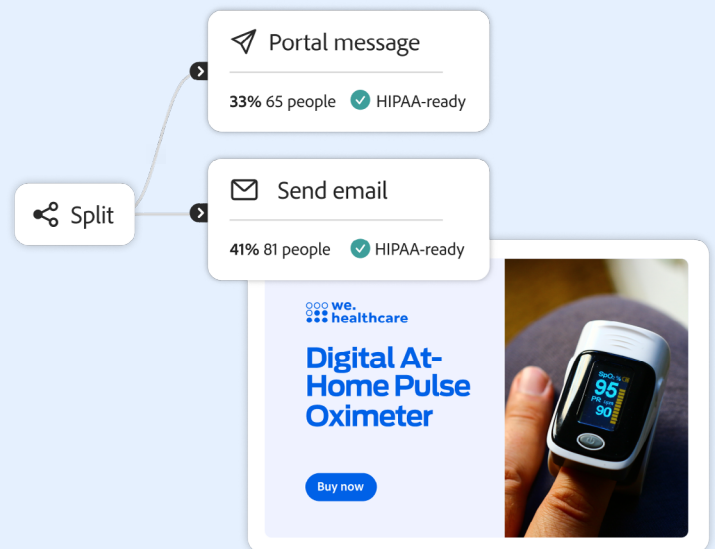 Portal message
33% 65 people HIPAA-ready
Split
Send email
41% 81 people HIPAA-ready
we.
healthcare
Digital At-
Home Pulse
Oximeter
Buy now
SpO₂ %
95
PR bpm
90